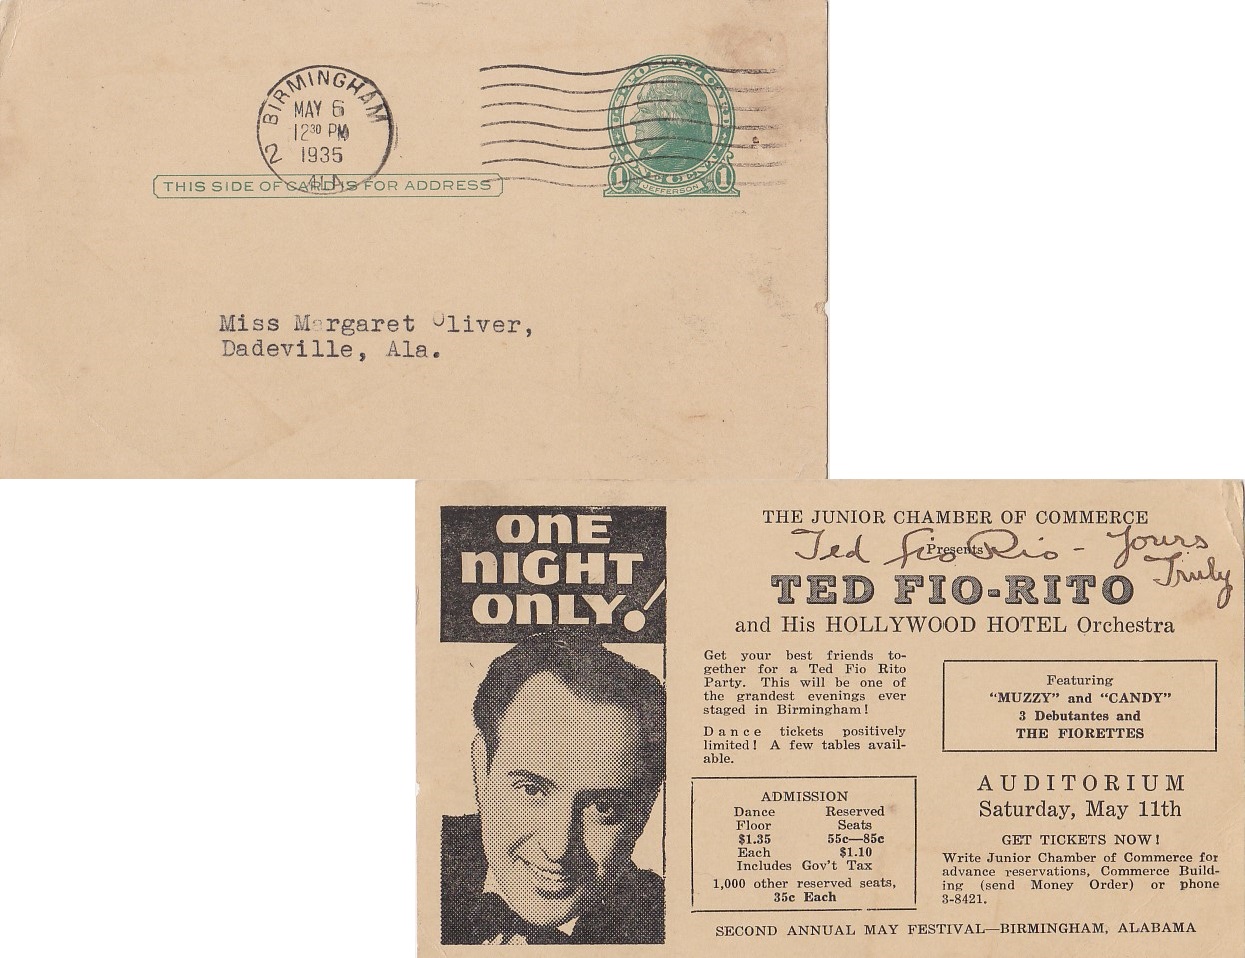 BIRMINGHAM
MAY 6
12 30 PM
1935
2 ALA
THIS SIDE OF CARD IS FOR ADDRESS
U.S. POSTAL CARD
1 JEFFERSON 1
Miss Margaret Oliver,
Dadeville, Ala.
ONE
NIGHT
ONLY!
THE JUNIOR CHAMBER OF COMMERCE
Presents
Ted Fio Rio - Yours
Truly
TED FIO-RITO
and His HOLLYWOOD HOTEL Orchestra
Get your best friends to-
gether for a Ted Fio Rito
Party. This will be one of
the grandest evenings ever
staged in Birmingham!
Dance tickets positively
limited! A few tables avail-
able.
Featuring
"MUZZY" and "CANDY"
3 Debutantes and
THE FIORETTES
ADMISSION
Dance Reserved
Floor Seats
$1.35 55c—85c
Each $1.10
Includes Gov't Tax
1,000 other reserved seats,
35c Each
AUDITORIUM
Saturday, May 11th
GET TICKETS NOW!
Write Junior Chamber of Commerce for
advance reservations, Commerce Build-
ing (send Money Order) or phone
3-8421.
SECOND ANNUAL MAY FESTIVAL—BIRMINGHAM, ALABAMA